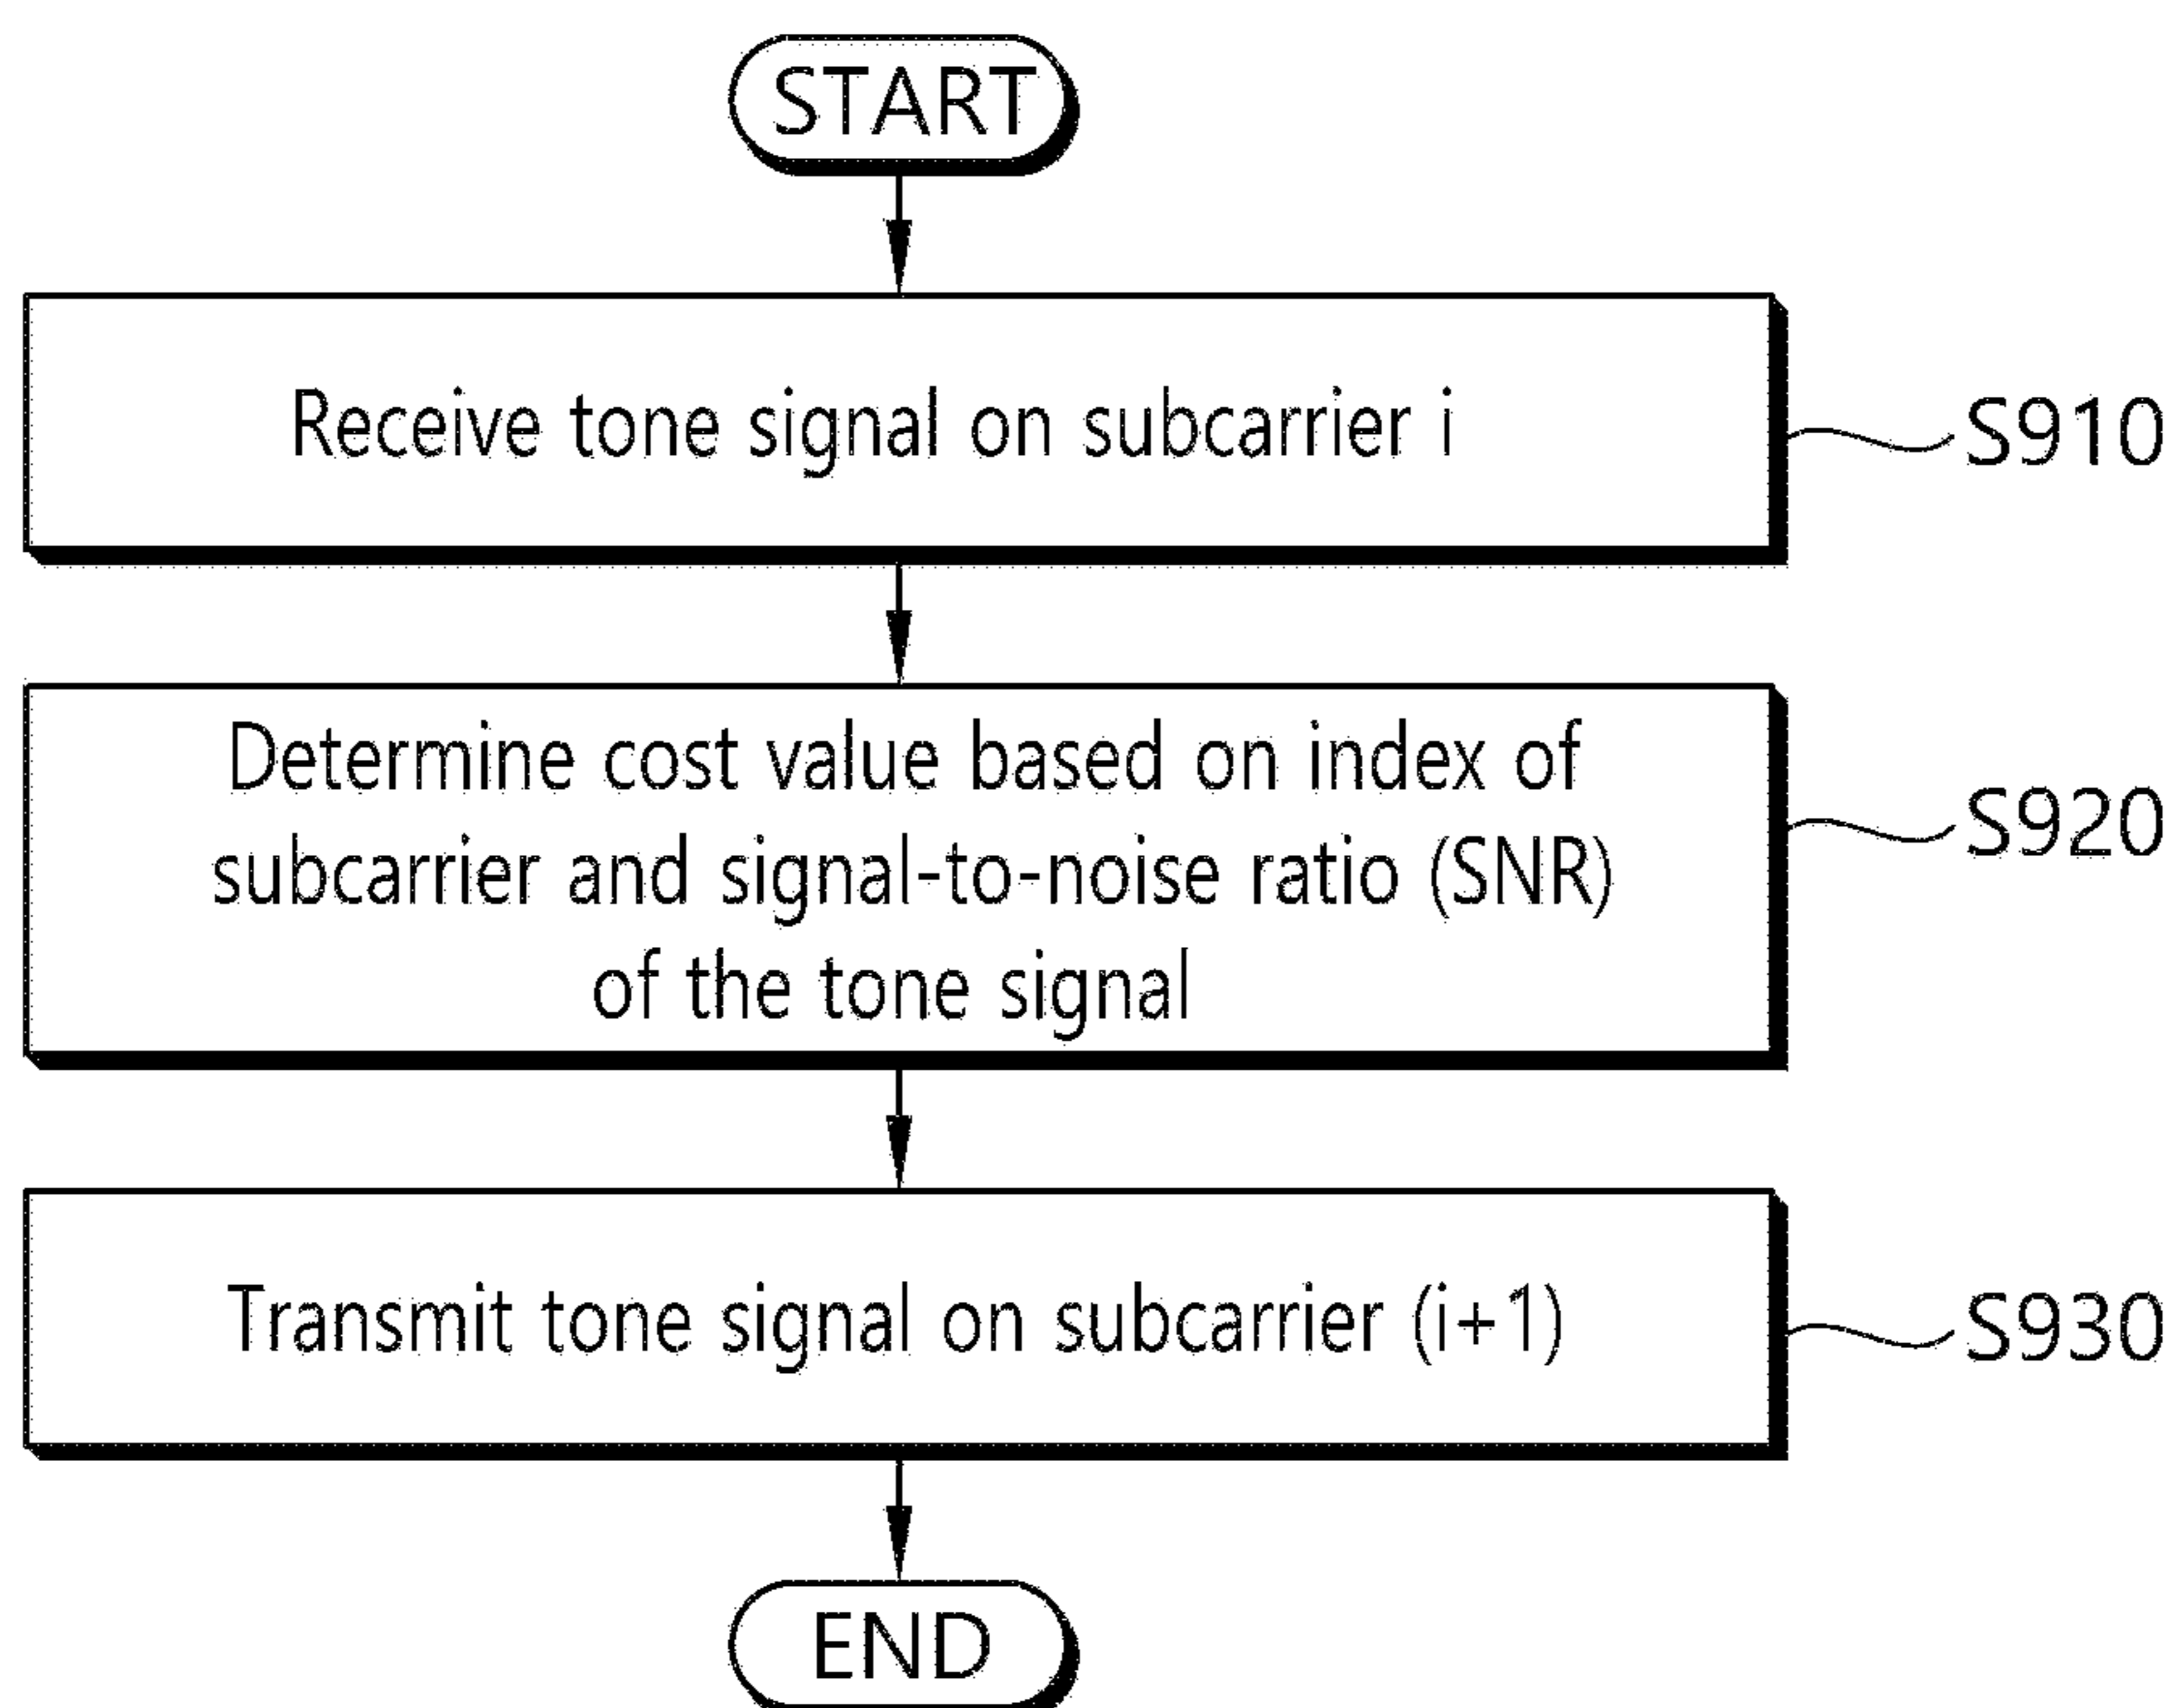 START
Receive tone signal on subcarrier i
S910
Determine cost value based on index of
subcarrier and signal-to-noise ratio (SNR)
of the tone signal
S920
Transmit tone signal on subcarrier (i+1)
S930
END